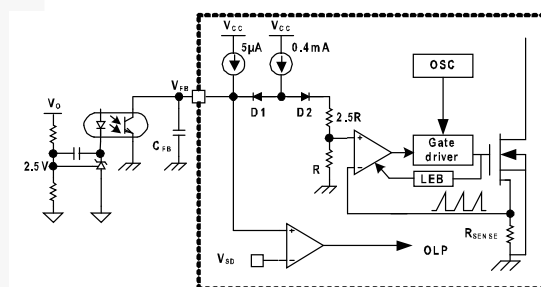 VCC VCC
5µA 0.4mA
OSC
VFB
VO
D1 D2
2.5R
CFB
R
Gate
driver
2.5V
LEB
RSENSE
VSD
OLP